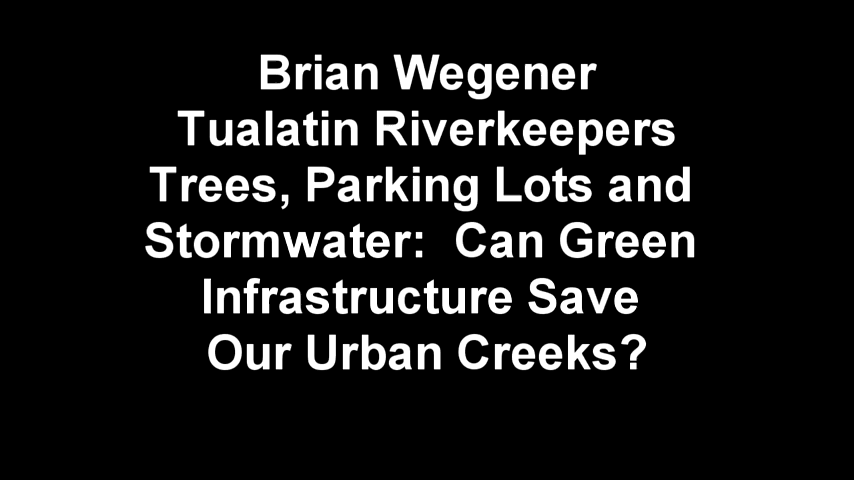 Brian Wegener
Tualatin Riverkeepers
Trees, Parking Lots and
Stormwater:  Can Green
Infrastructure Save
Our Urban Creeks?